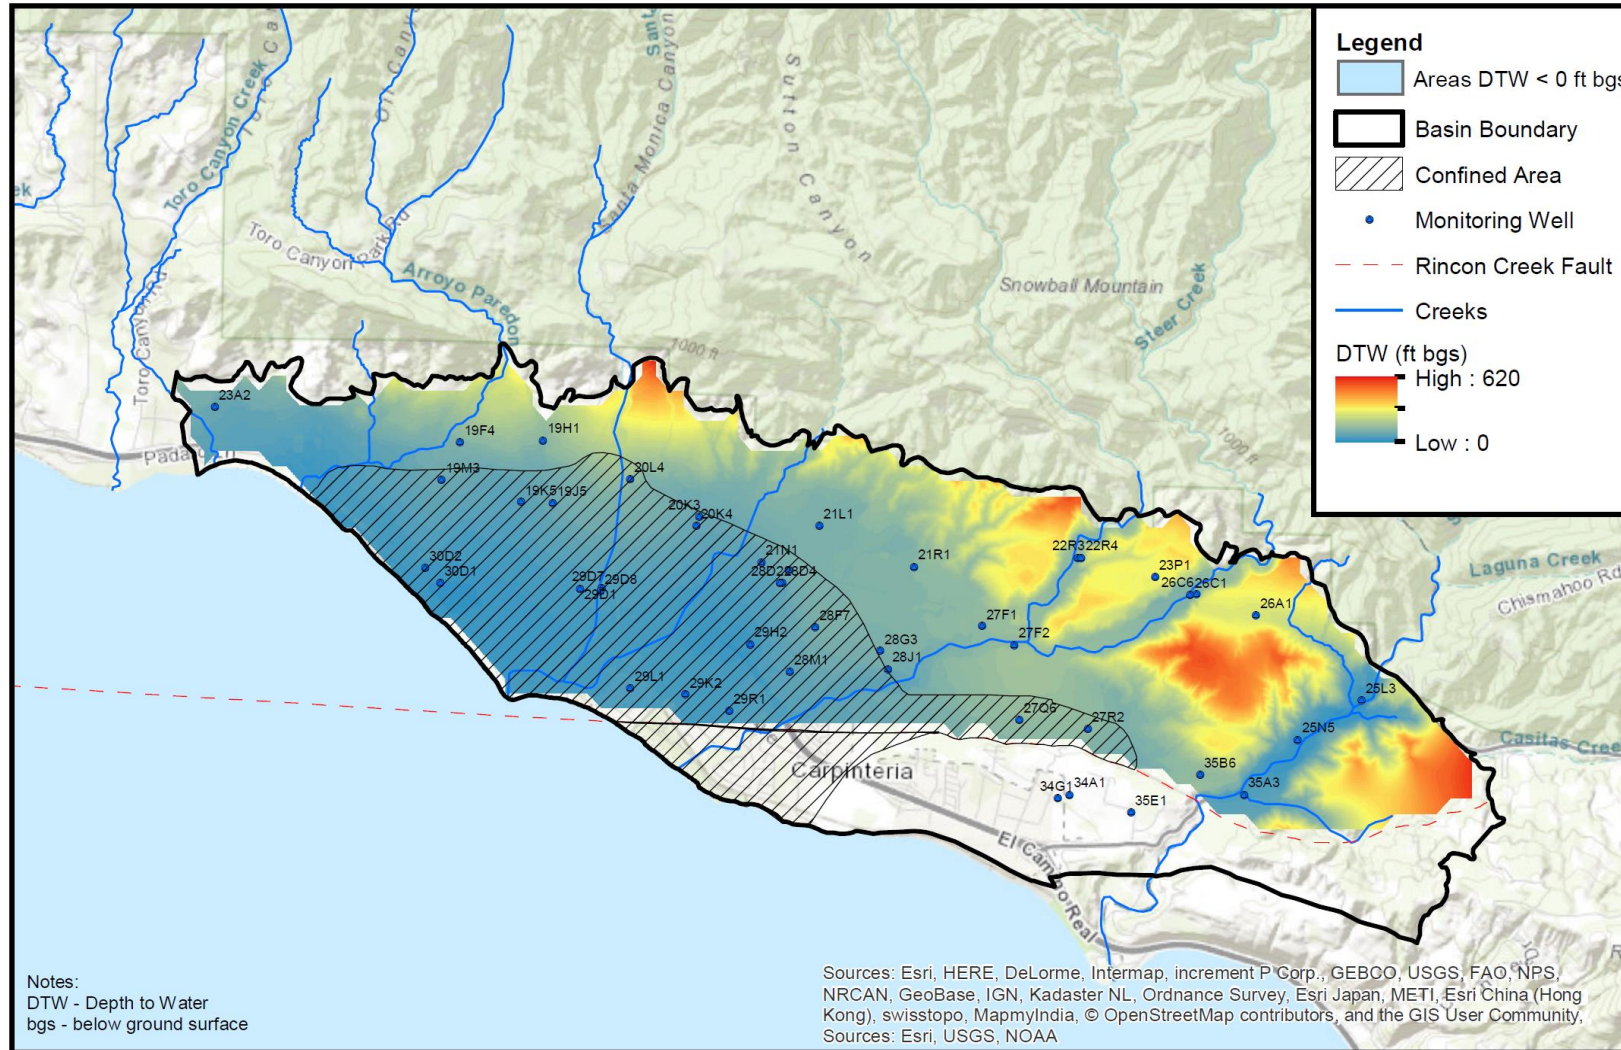 Legend
Areas DTW < 0 ft bgs
Basin Boundary
Confined Area
Monitoring Well
Rincon Creek Fault
Creeks
DTW (ft bgs)
High : 620
Low : 0
Toro Canyon Creek
Santa Monica Canyon
Sutton Canyon
Toro Canyon Park Rd
Arroyo Paredon
Toro Canyon Rd
Snowball Mountain
Steer Creek
1000 ft
1000 ft
Laguna Creek
Chismahoo Rd
Casitas Creek
Carpinteria
El Camino Real
23A2
19F4
19H1
19M3
19K5
19J5
20L4
20K3
20K4
21L1
21N1
21R1
22R3
22R4
23P1
26C6
26C1
26A1
30D2
30D1
29D7
29D8
29D1
28D4
28F7
27F1
27F2
29H2
28G3
28J1
28M1
29L1
29K2
29R1
27Q6
27R2
25L3
25N5
35B6
35A3
34G1
34A1
35E1
Notes:
DTW - Depth to Water
bgs - below ground surface
Sources: Esri, HERE, DeLorme, Intermap, increment P Corp., GEBCO, USGS, FAO, NPS,
NRCAN, GeoBase, IGN, Kadaster NL, Ordnance Survey, Esri Japan, METI, Esri China (Hong
Kong), swisstopo, MapmyIndia, © OpenStreetMap contributors, and the GIS User Community,
Sources: Esri, USGS, NOAA